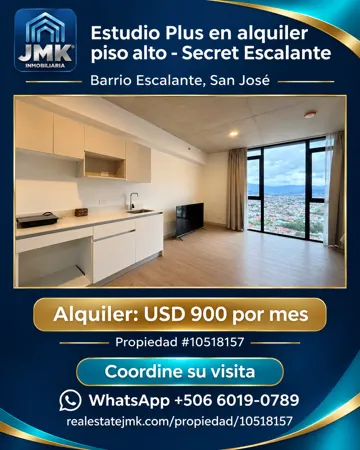 JMK
INMOBILIARIA
Estudio Plus en alquiler
piso alto - Secret Escalante
Barrio Escalante, San José
Alquiler: USD 900 por mes
Propiedad #10518157
Coordine su visita
WhatsApp +506 6019-0789
realestatejmk.com/propiedad/10518157